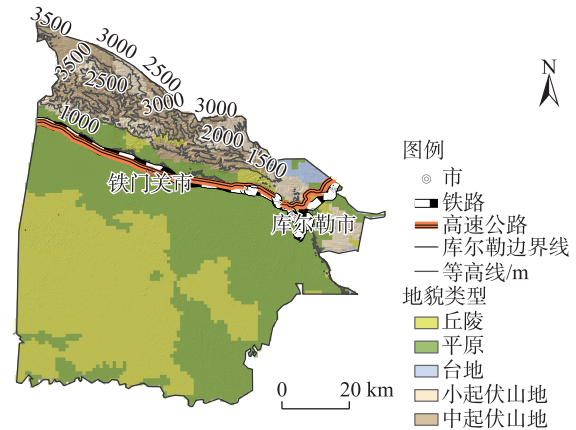 3500
3000
2500
3500
2500
3000
3000
2000
1500
1000
铁门关市
库尔勒市
N
图例
市
铁路
高速公路
库尔勒边界线
等高线/m
地貌类型
丘陵
平原
台地
小起伏山地
中起伏山地
0 20 km